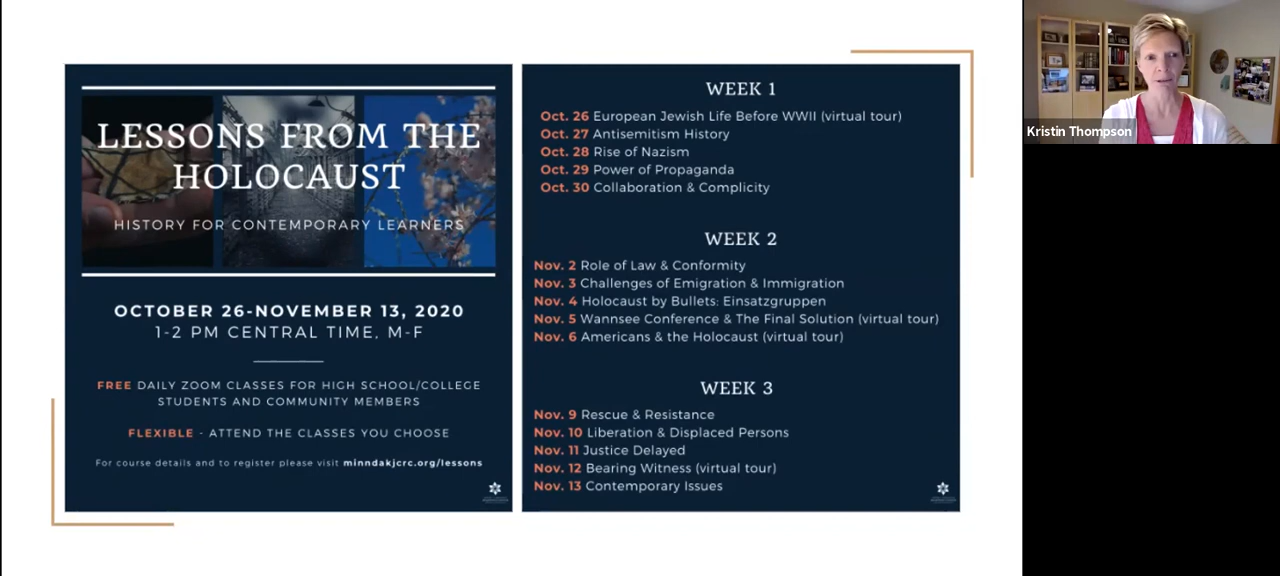 LESSONS FROM THE
HOLOCAUST
HISTORY FOR CONTEMPORARY LEARNERS
OCTOBER 26-NOVEMBER 13, 2020
1-2 PM CENTRAL TIME, M-F
FREE DAILY ZOOM CLASSES FOR HIGH SCHOOL/COLLEGE
STUDENTS AND COMMUNITY MEMBERS
FLEXIBLE - ATTEND THE CLASSES YOU CHOOSE
For course details and to register please visit minndakjcrc.org/lessons
WEEK 1
Oct. 26 European Jewish Life Before WWII (virtual tour)
Oct. 27 Antisemitism History
Oct. 28 Rise of Nazism
Oct. 29 Power of Propaganda
Oct. 30 Collaboration & Complicity
WEEK 2
Nov. 2 Role of Law & Conformity
Nov. 3 Challenges of Emigration & Immigration
Nov. 4 Holocaust by Bullets: Einsatzgruppen
Nov. 5 Wannsee Conference & The Final Solution (virtual tour)
Nov. 6 Americans & the Holocaust (virtual tour)
WEEK 3
Nov. 9 Rescue & Resistance
Nov. 10 Liberation & Displaced Persons
Nov. 11 Justice Delayed
Nov. 12 Bearing Witness (virtual tour)
Nov. 13 Contemporary Issues
Kristin Thompson